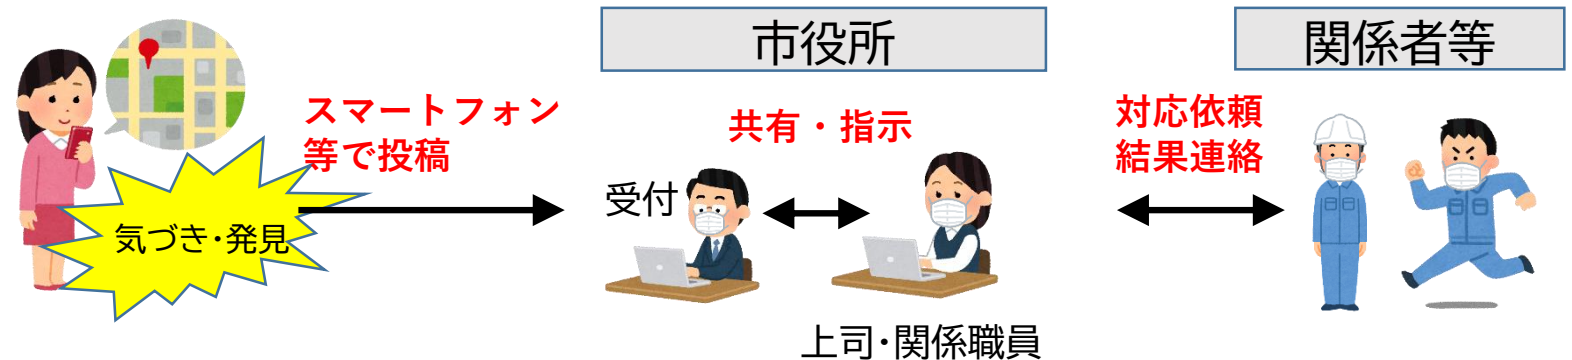 市役所
関係者等
スマートフォン
等で投稿
共有・指示
対応依頼
結果連絡
受付
気づき・発見
上司・関係職員